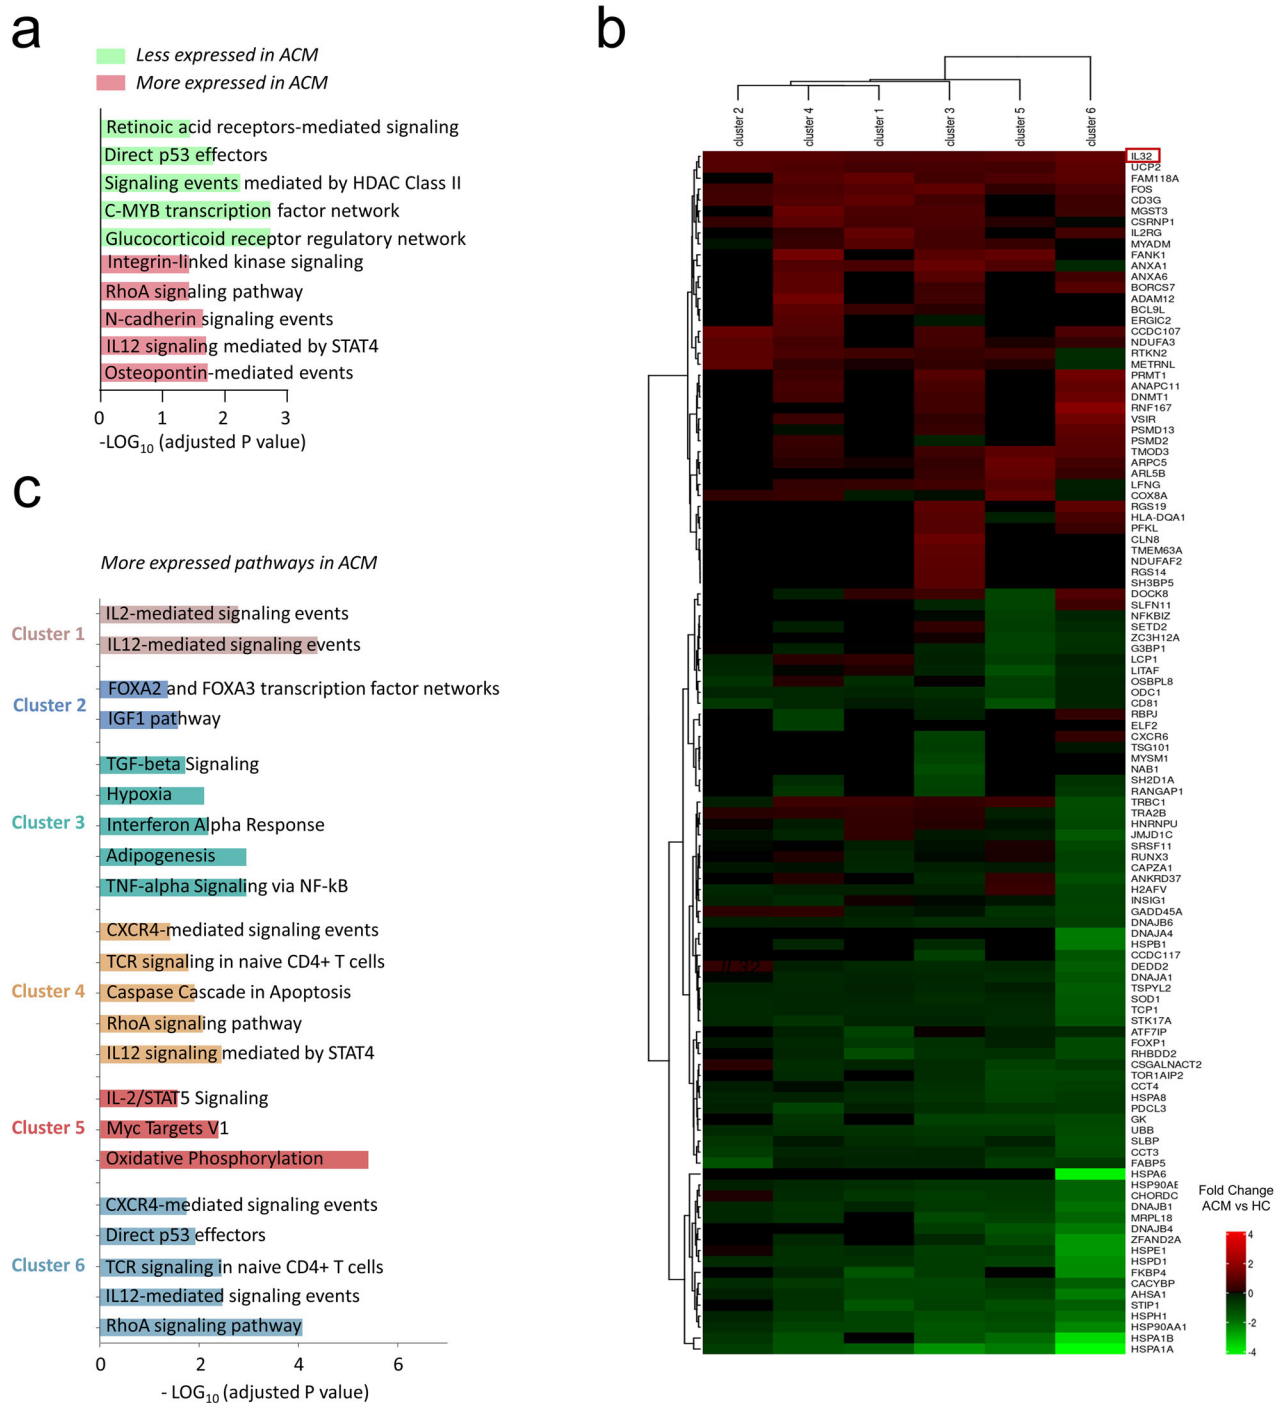 a
Less expressed in ACM
More expressed in ACM
Retinoic acid receptors-mediated signaling
Direct p53 effectors
Signaling events mediated by HDAC Class II
C-MYB transcription factor network
Glucocorticoid receptor regulatory network
Integrin-linked kinase signaling
RhoA signaling pathway
N-cadherin signaling events
IL12 signaling mediated by STAT4
Osteopontin-mediated events
0 1 2 3
-LOG10 (adjusted P value)
b
cluster 2
cluster 4
cluster 1
cluster 3
cluster 5
cluster 6
IL32
UCP2
FAM118A
FOS
CD3G
MGST3
CSRNP1
IL2RG
MYADM
FANK1
ANXA1
ANXA6
BORCS7
ADAM12
BCL9L
ERGIC2
CCDC107
NDUFA3
RTKN2
METRNL
PRMT1
ANAPC11
DNMT1
RNF167
VSIR
PSMD13
PSMD2
TMOD3
ARPC5
ARL5B
LFNG
COX8A
RGS19
HLA-DQA1
PFKL
CLN8
TMEM63A
NDUFAF2
RGS14
SH3BP5
DOCK8
SLFN11
NFKBIZ
SETD2
ZC3H12A
G3BP1
LCP1
LITAF
OSBPL8
ODC1
CD81
RBPJ
ELF2
CXCR6
TSG101
MYSM1
NAB1
SH2D1A
RANGAP1
TRBC1
TRA2B
HNRNPU
JMJD1C
SRSF11
RUNX3
CAPZA1
ANKRD37
H2AFV
INSIG1
GADD45A
DNAJB6
DNAJA4
HSPB1
CCDC117
DEDD2
DNAJA1
TSPYL2
SOD1
TCP1
STK17A
ATF7IP
FOXP1
RHBDD2
CSGALNACT2
TOR1AIP2
CCT4
HSPA8
PDCL3
GK
UBB
SLBP
CCT3
FABP5
HSPA6
HSP90AE
CHORDC
DNAJB1
MRPL18
DNAJB4
ZFAND2A
HSPE1
HSPD1
FKBP4
CACYBP
AHSA1
STIP1
HSPH1
HSP90AA1
HSPA1B
HSPA1A
IL32
Fold Change
ACM vs HC
4
2
0
-2
-4
c
More expressed pathways in ACM
Cluster 1
IL2-mediated signaling events
IL12-mediated signaling events
Cluster 2
FOXA2 and FOXA3 transcription factor networks
IGF1 pathway
Cluster 3
TGF-beta Signaling
Hypoxia
Interferon Alpha Response
Adipogenesis
TNF-alpha Signaling via NF-kB
Cluster 4
CXCR4-mediated signaling events
TCR signaling in naive CD4+ T cells
Caspase Cascade in Apoptosis
RhoA signaling pathway
IL12 signaling mediated by STAT4
Cluster 5
IL-2/STAT5 Signaling
Myc Targets V1
Oxidative Phosphorylation
Cluster 6
CXCR4-mediated signaling events
Direct p53 effectors
TCR signaling in naive CD4+ T cells
IL12-mediated signaling events
RhoA signaling pathway
0 2 4 6
- LOG10 (adjusted P value)